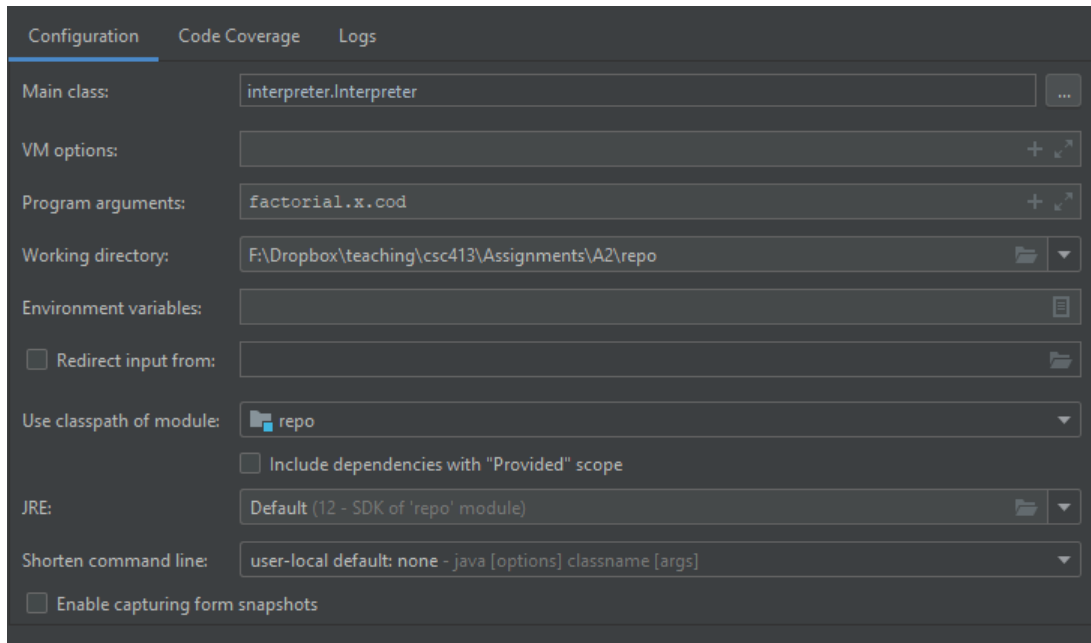 Configuration Code Coverage Logs
Main class: interpreter.Interpreter ...
VM options:
Program arguments: factorial.x.cod
Working directory: F:\Dropbox\teaching\csc413\Assignments\A2\repo
Environment variables:
Redirect input from:
Use classpath of module: repo
Include dependencies with "Provided" scope
JRE: Default (12 - SDK of 'repo' module)
Shorten command line: user-local default: none - java [options] classname [args]
Enable capturing form snapshots